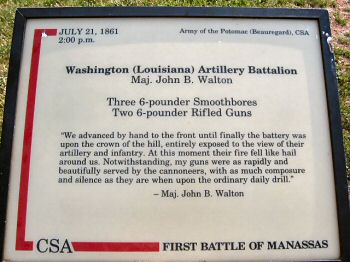 JULY 21, 1861 Army of the Potomac (Beauregard), CSA
2:00 p.m.
Washington (Louisiana) Artillery Battalion
Maj. John B. Walton
Three 6-pounder Smoothbores
Two 6-pounder Rifled Guns
"We advanced by hand to the front until finally the battery was
upon the crown of the hill, entirely exposed to the view of their
artillery and infantry. At this moment their fire fell like hail
around us. Notwithstanding, my guns were as rapidly and
beautifully served by the cannoneers, with as much composure
and silence as they are when upon the ordinary daily drill."
– Maj. John B. Walton
CSA FIRST BATTLE OF MANASSAS